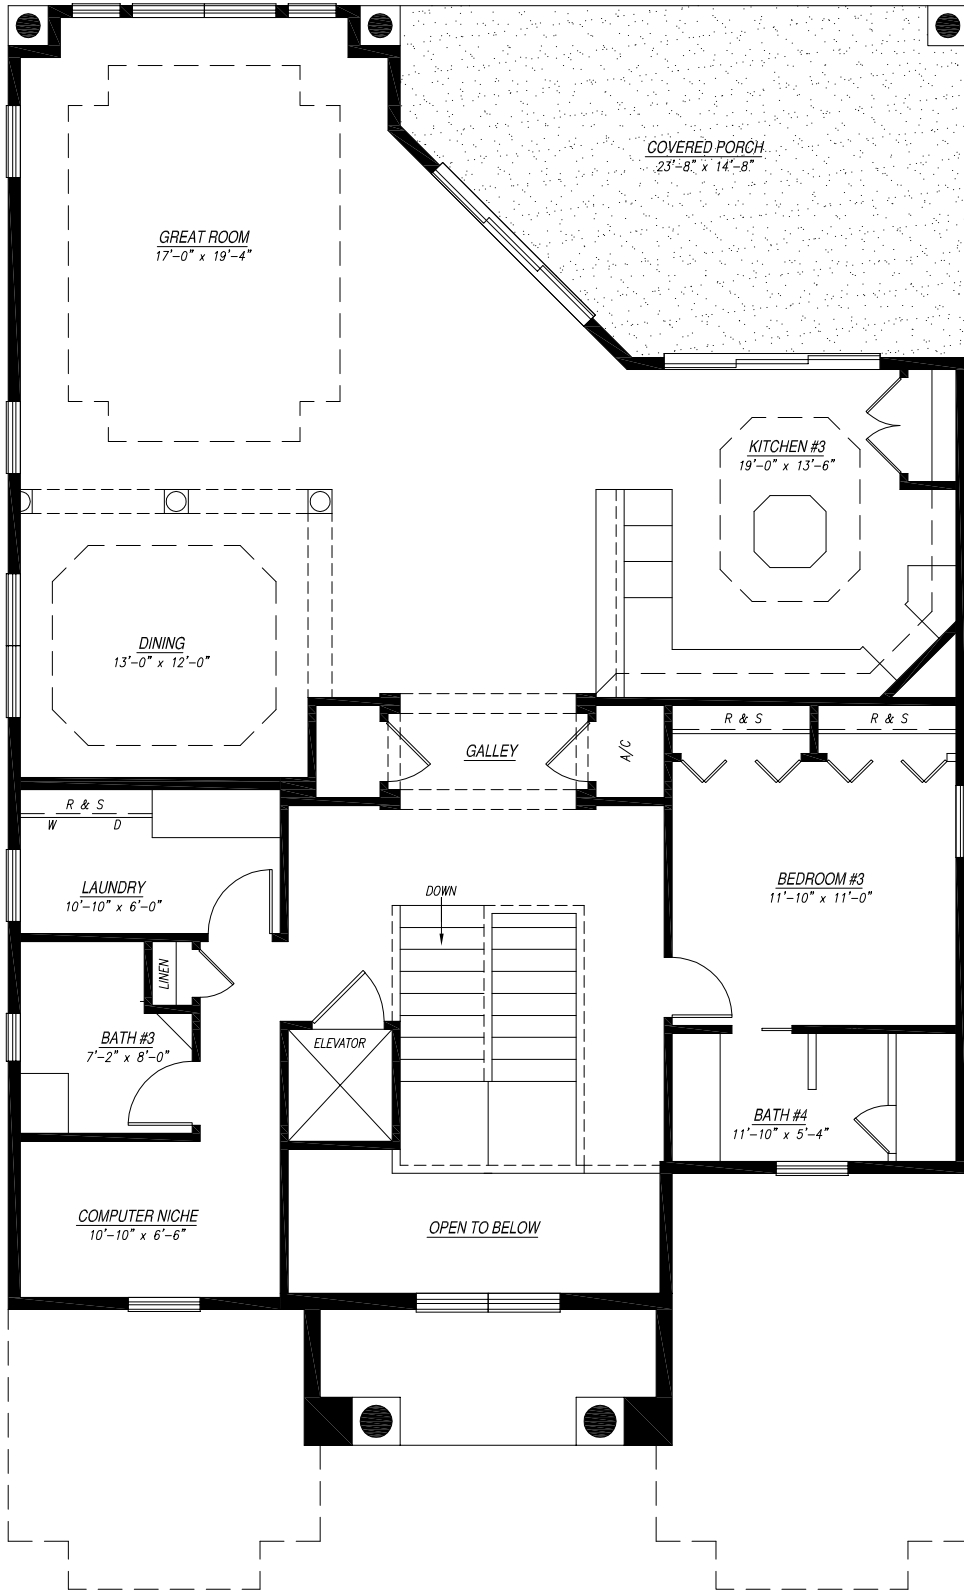 COVERED PORCH
23'-8" x 14'-8"
GREAT ROOM
17'-0" x 19'-4"
KITCHEN #3
19'-0" x 13'-6"
DINING
13'-0" x 12'-0"
R & S
R & S
GALLEY
A/C
R & S
W D
LAUNDRY
10'-10" x 6'-0"
BEDROOM #3
11'-10" x 11'-0"
DOWN
LINEN
BATH #3
7'-2" x 8'-0"
ELEVATOR
BATH #4
11'-10" x 5'-4"
COMPUTER NICHE
10'-10" x 6'-6"
OPEN TO BELOW